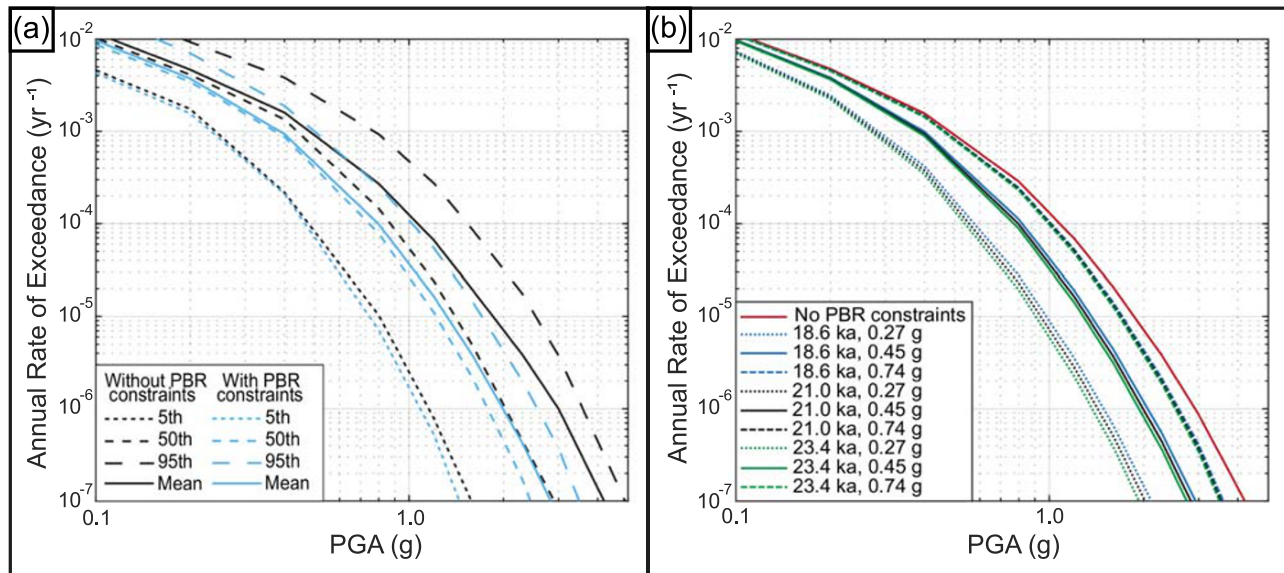 (a)
Annual Rate of Exceedance (yr⁻¹)
10⁻²
10⁻³
10⁻⁴
10⁻⁵
10⁻⁶
10⁻⁷
Without PBR constraints
With PBR constraints
5th 5th
50th 50th
95th 95th
Mean Mean
0.1 1.0
PGA (g)
(b)
Annual Rate of Exceedance (yr⁻¹)
10⁻²
10⁻³
10⁻⁴
10⁻⁵
10⁻⁶
10⁻⁷
No PBR constraints
18.6 ka, 0.27 g
18.6 ka, 0.45 g
18.6 ka, 0.74 g
21.0 ka, 0.27 g
21.0 ka, 0.45 g
21.0 ka, 0.74 g
23.4 ka, 0.27 g
23.4 ka, 0.45 g
23.4 ka, 0.74 g
0.1 1.0
PGA (g)